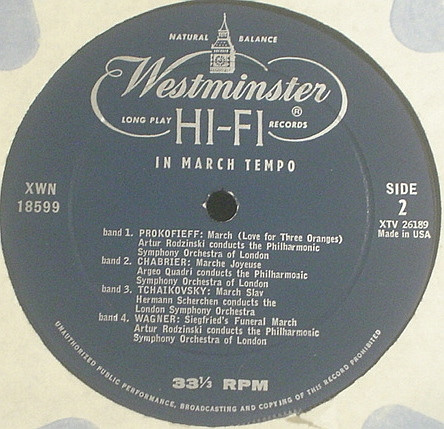 NATURAL BALANCE
Westminster
LONG PLAY HI-FI RECORDS ®
IN MARCH TEMPO
XWN
18599
SIDE
2
XTV 26189
Made in USA
band 1. PROKOFIEFF: March (Love for Three Oranges)
Artur Rodzinski conducts the Philharmonic
Symphony Orchestra of London
band 2. CHABRIER: Marche Joyeuse
Argeo Quadri conducts the Philharmoaic
Symphony Orchestra of London
band 3. TCHAIKOVSKY: March Slav
Hermann Scherchen conducts the
London Symphony Orchestra
band 4. WAGNER: Siegfried's Funeral March
Artur Rodzinski conducts the Philharmonic
Symphony Orchestra of London
33⅓ RPM
UNAUTHORIZED PUBLIC PERFORMANCE, BROADCASTING AND COPYING OF THIS RECORD PROHIBITED